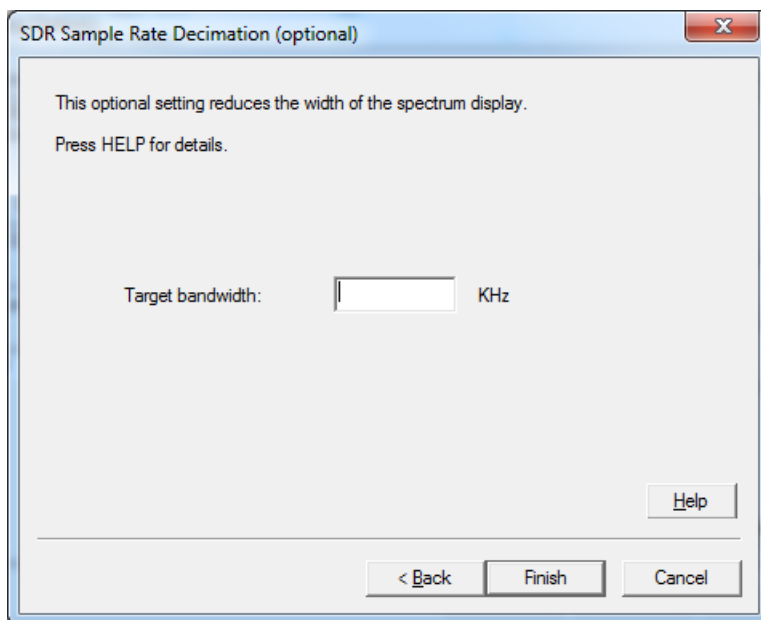 SDR Sample Rate Decimation (optional)
This optional setting reduces the width of the spectrum display.
Press HELP for details.
Target bandwidth: KHz
Help
< Back Finish Cancel